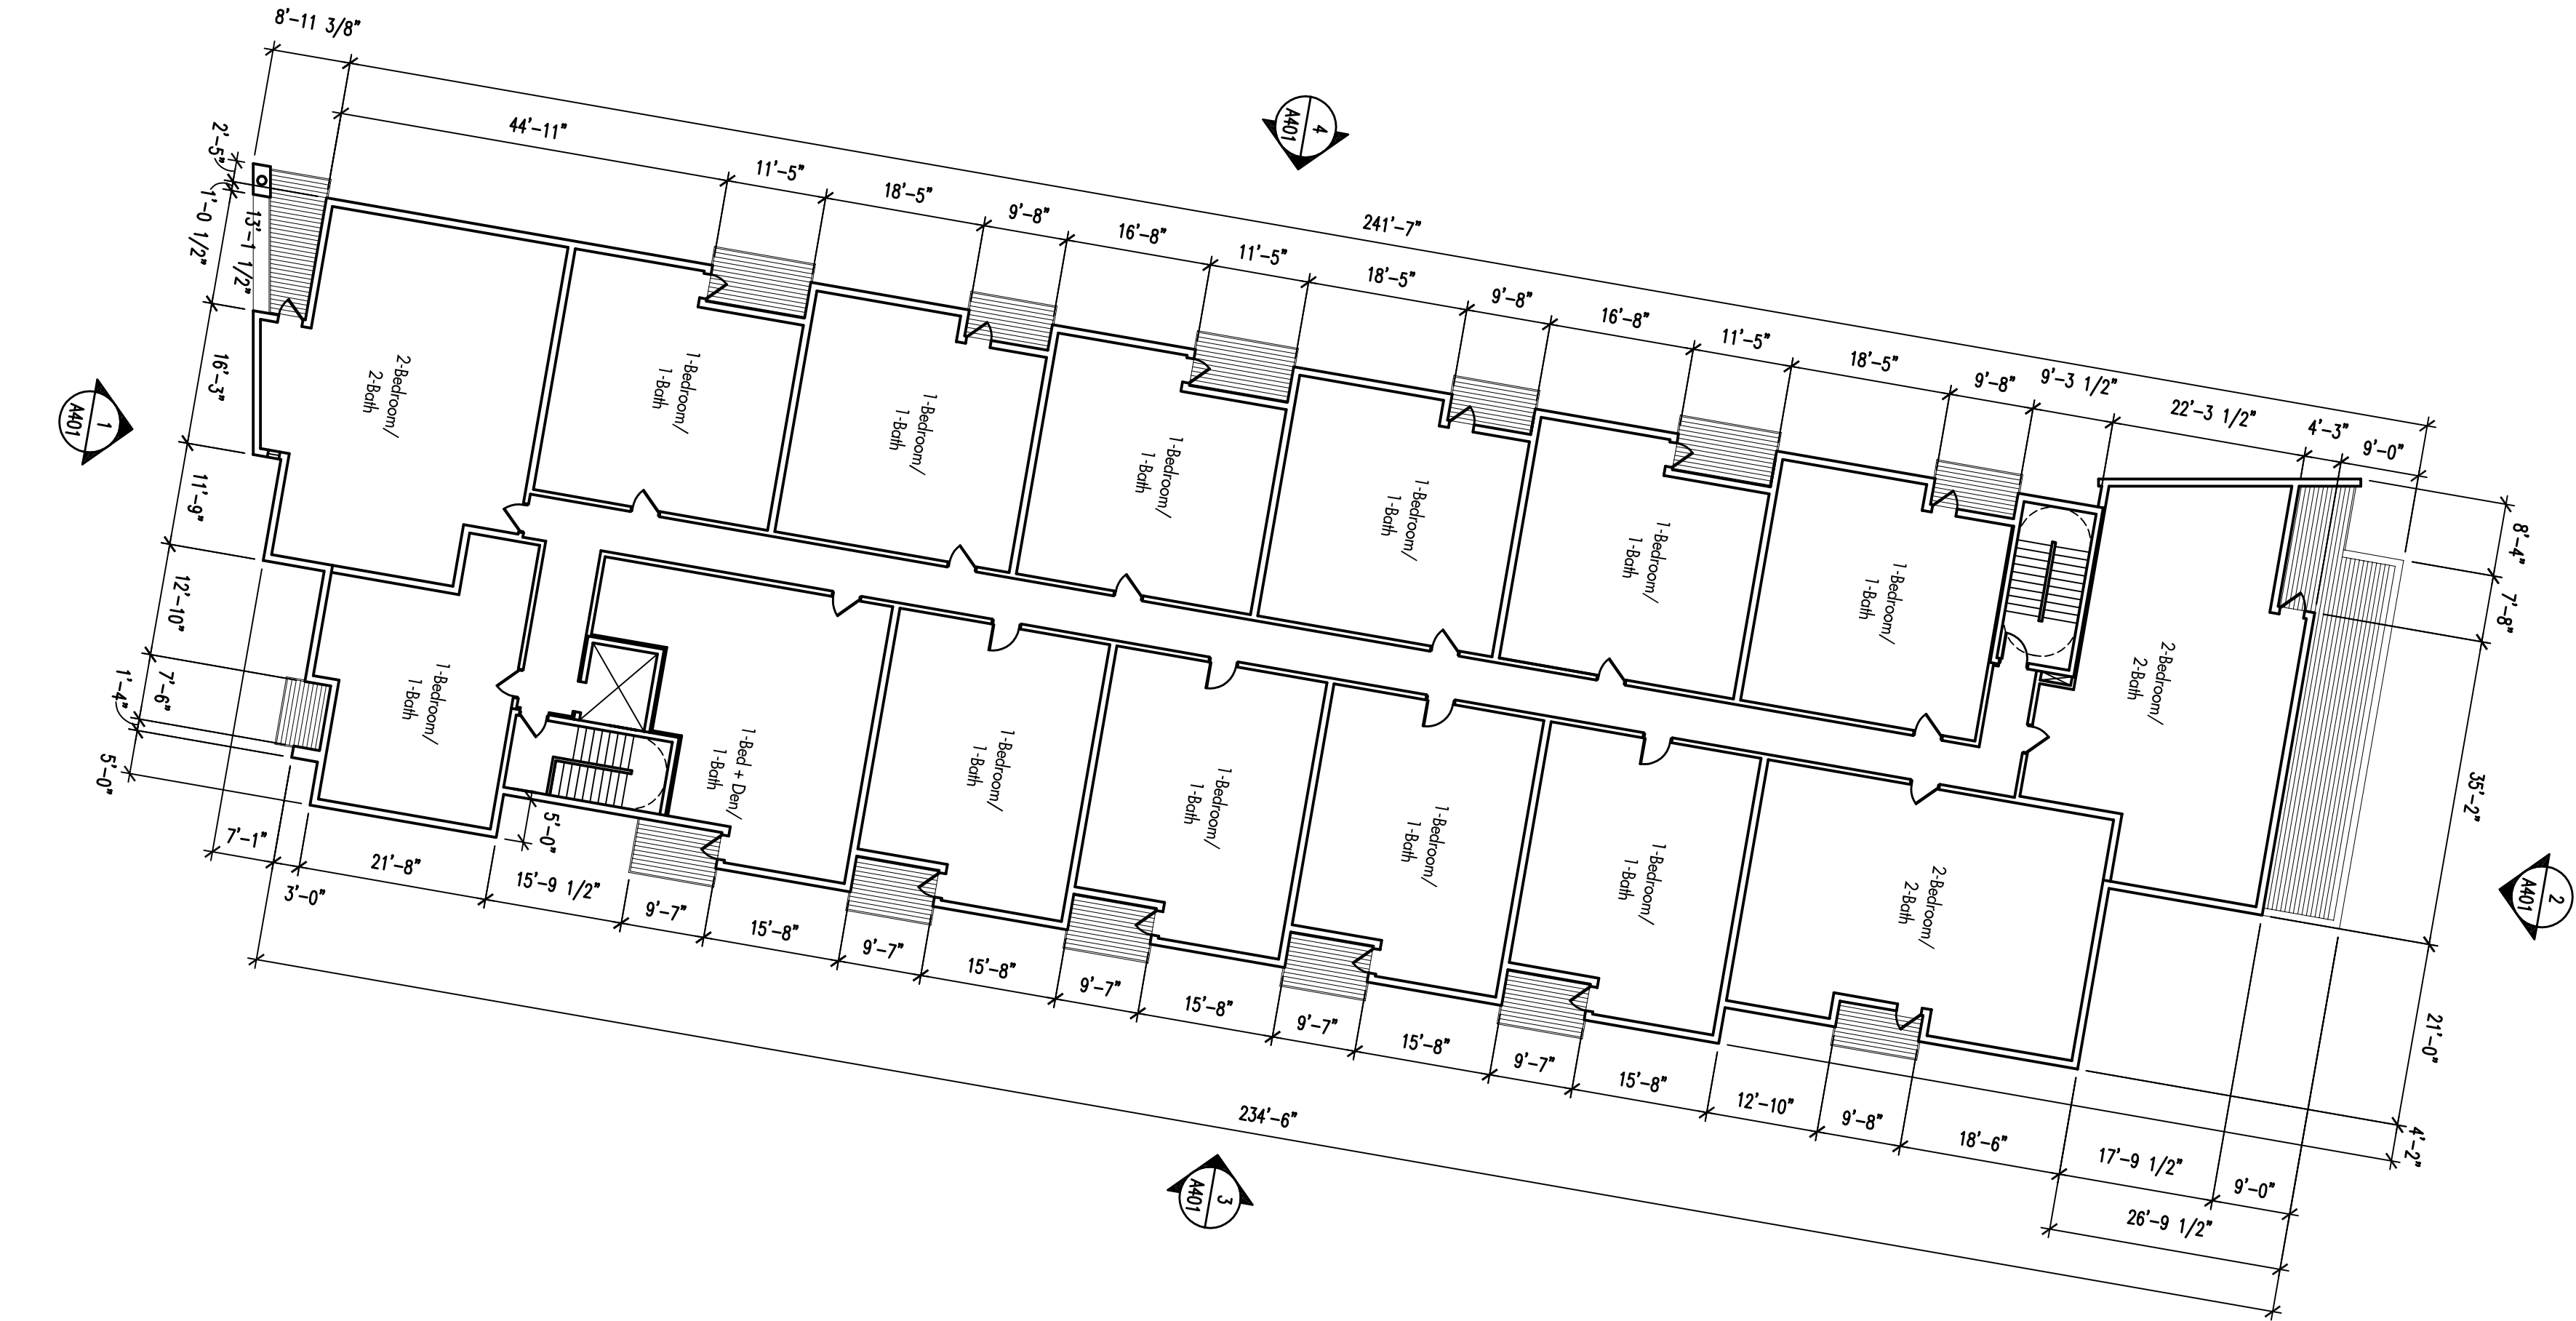 8'-11 3/8"
44'-11"
11'-5"
18'-5"
9'-8"
16'-8"
11'-5"
18'-5"
9'-8"
16'-8"
11'-5"
18'-5"
9'-8"
9'-3 1/2"
22'-3 1/2"
4'-3"
9'-0"
241'-7"
4
A401
2'-5"
1'-0 1/2"
13'-1 1/2"
16'-3"
11'-9"
12'-10"
7'-6"
1'-4"
5'-0"
1
A401
2-Bedroom/
2-Bath
1-Bedroom/
1-Bath
1-Bedroom/
1-Bath
1-Bedroom/
1-Bath
1-Bedroom/
1-Bath
1-Bedroom/
1-Bath
1-Bedroom/
1-Bath
2-Bedroom/
2-Bath
1-Bedroom/
1-Bath
1-Bed + Den/
1-Bath
1-Bedroom/
1-Bath
1-Bedroom/
1-Bath
1-Bedroom/
1-Bath
1-Bedroom/
1-Bath
2-Bedroom/
2-Bath
8'-4"
7'-8"
35'-2"
21'-0"
4'-2"
2
A401
5'-0"
7'-1"
3'-0"
21'-8"
15'-9 1/2"
9'-7"
15'-8"
9'-7"
15'-8"
9'-7"
15'-8"
9'-7"
15'-8"
9'-7"
15'-8"
12'-10"
9'-8"
18'-6"
17'-9 1/2"
9'-0"
26'-9 1/2"
234'-6"
3
A401